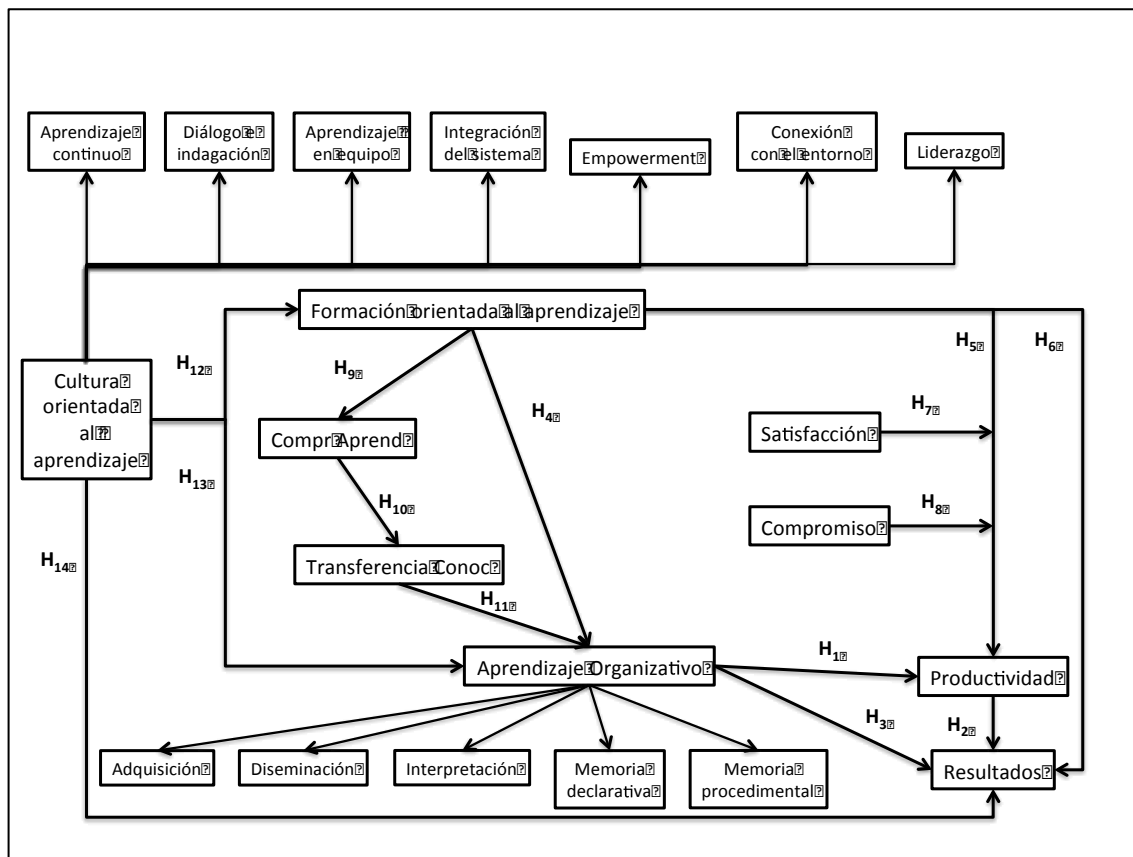 Aprendizaje
continuo
Diálogo e
indagación
Aprendizaje
en equipo
Integración
del sistema
Empowerment
Conexión
con el entorno
Liderazgo
Formación orientada al aprendizaje
H5
H6
H12
H9
Cultura
orientada
al
aprendizaje
H4
H7
Compr Aprend
Satisfacción
H13
H10
H8
Compromiso
H14
Transferencia Conoc
H11
Aprendizaje Organizativo
H1
Productividad
H3
H2
Adquisición
Diseminación
Interpretación
Memoria
declarativa
Memoria
procedimental
Resultados